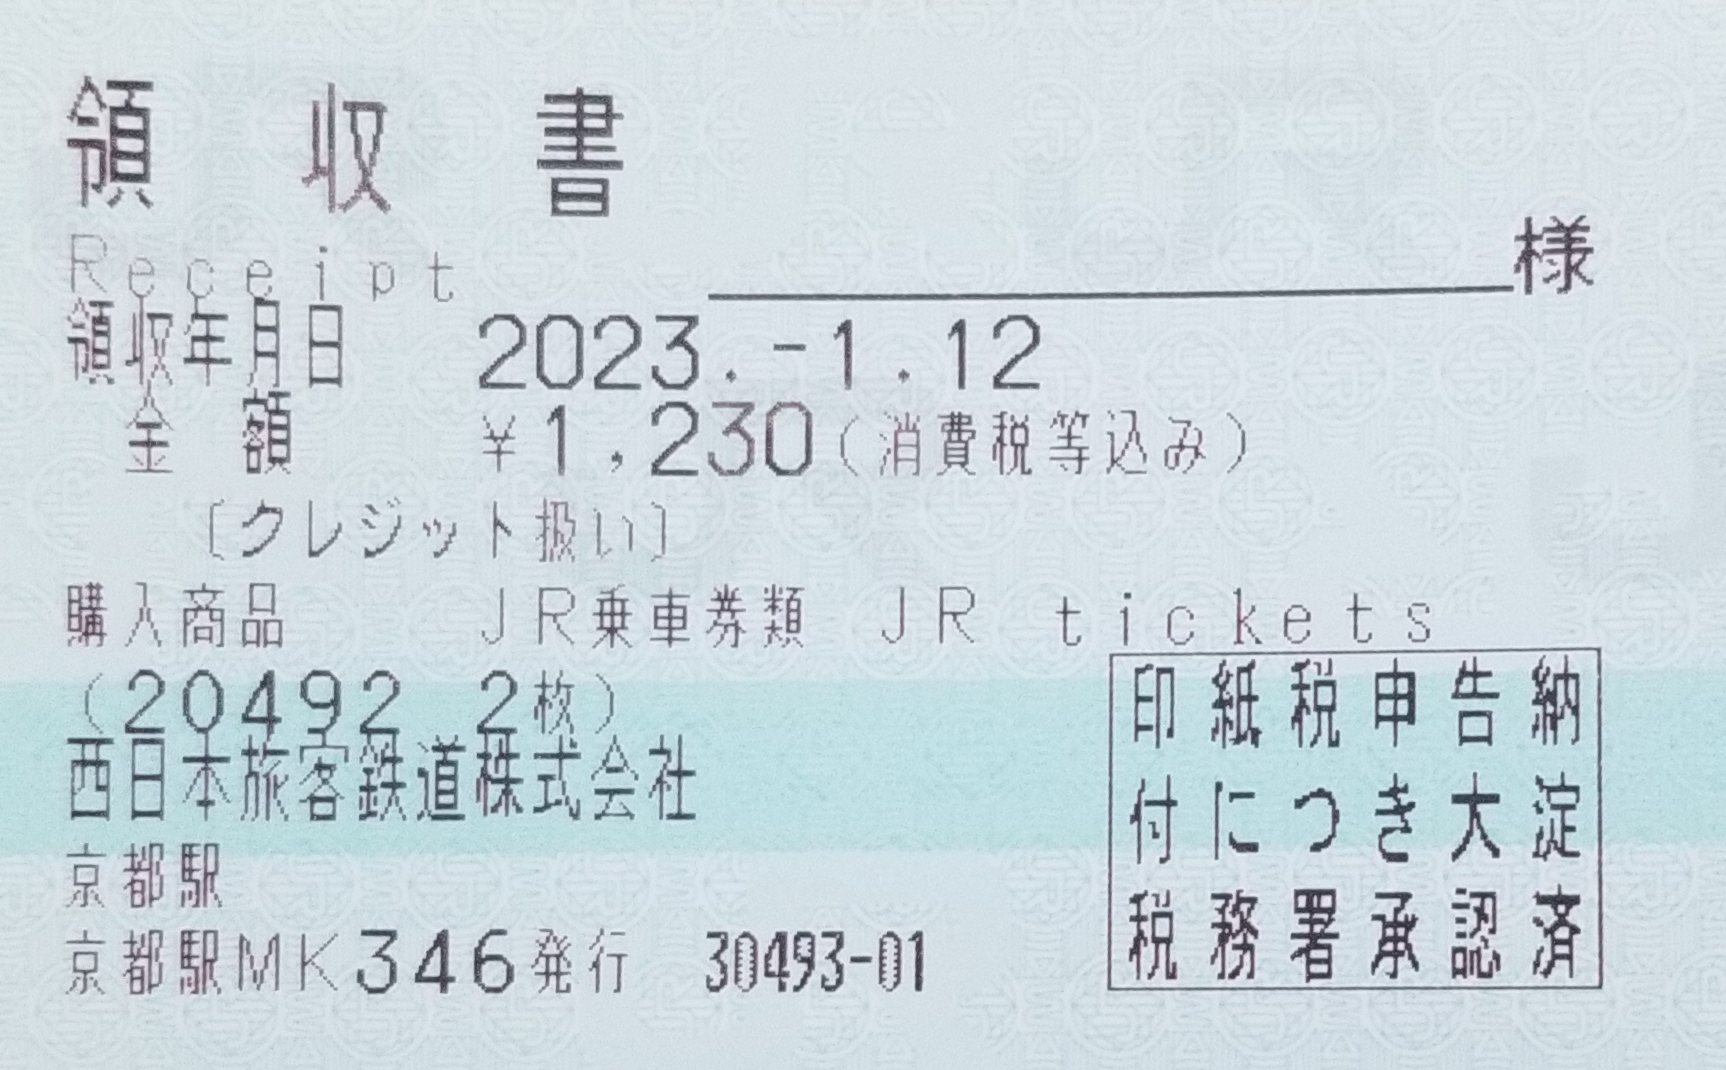 領収書
Receipt
様
領収年月日 2023.-1.12
金額 ¥1,230(消費税等込み)
〔クレジット扱い〕
購入商品 JR乗車券類 JR tickets
(20492 2枚)
西日本旅客鉄道株式会社
京都駅
京都駅MK346発行 30493-01
印紙税申告納
付につき大淀
税務署承認済